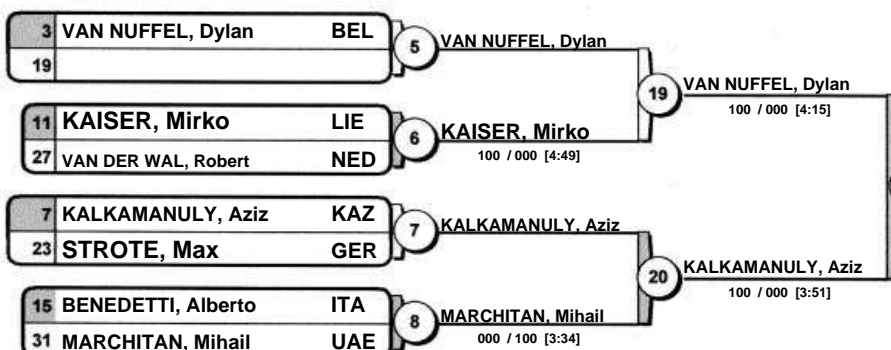 3 VAN NUFFEL, Dylan BEL
19
5
VAN NUFFEL, Dylan
19
VAN NUFFEL, Dylan
100 / 000 [4:15]
11 KAISER, Mirko LIE
27 VAN DER WAL, Robert NED
6
KAISER, Mirko
100 / 000 [4:49]
7 KALKAMANULY, Aziz KAZ
23 STROTE, Max GER
7
KALKAMANULY, Aziz
20
KALKAMANULY, Aziz
100 / 000 [3:51]
15 BENEDETTI, Alberto ITA
31 MARCHITAN, Mihail UAE
8
MARCHITAN, Mihail
000 / 100 [3:34]